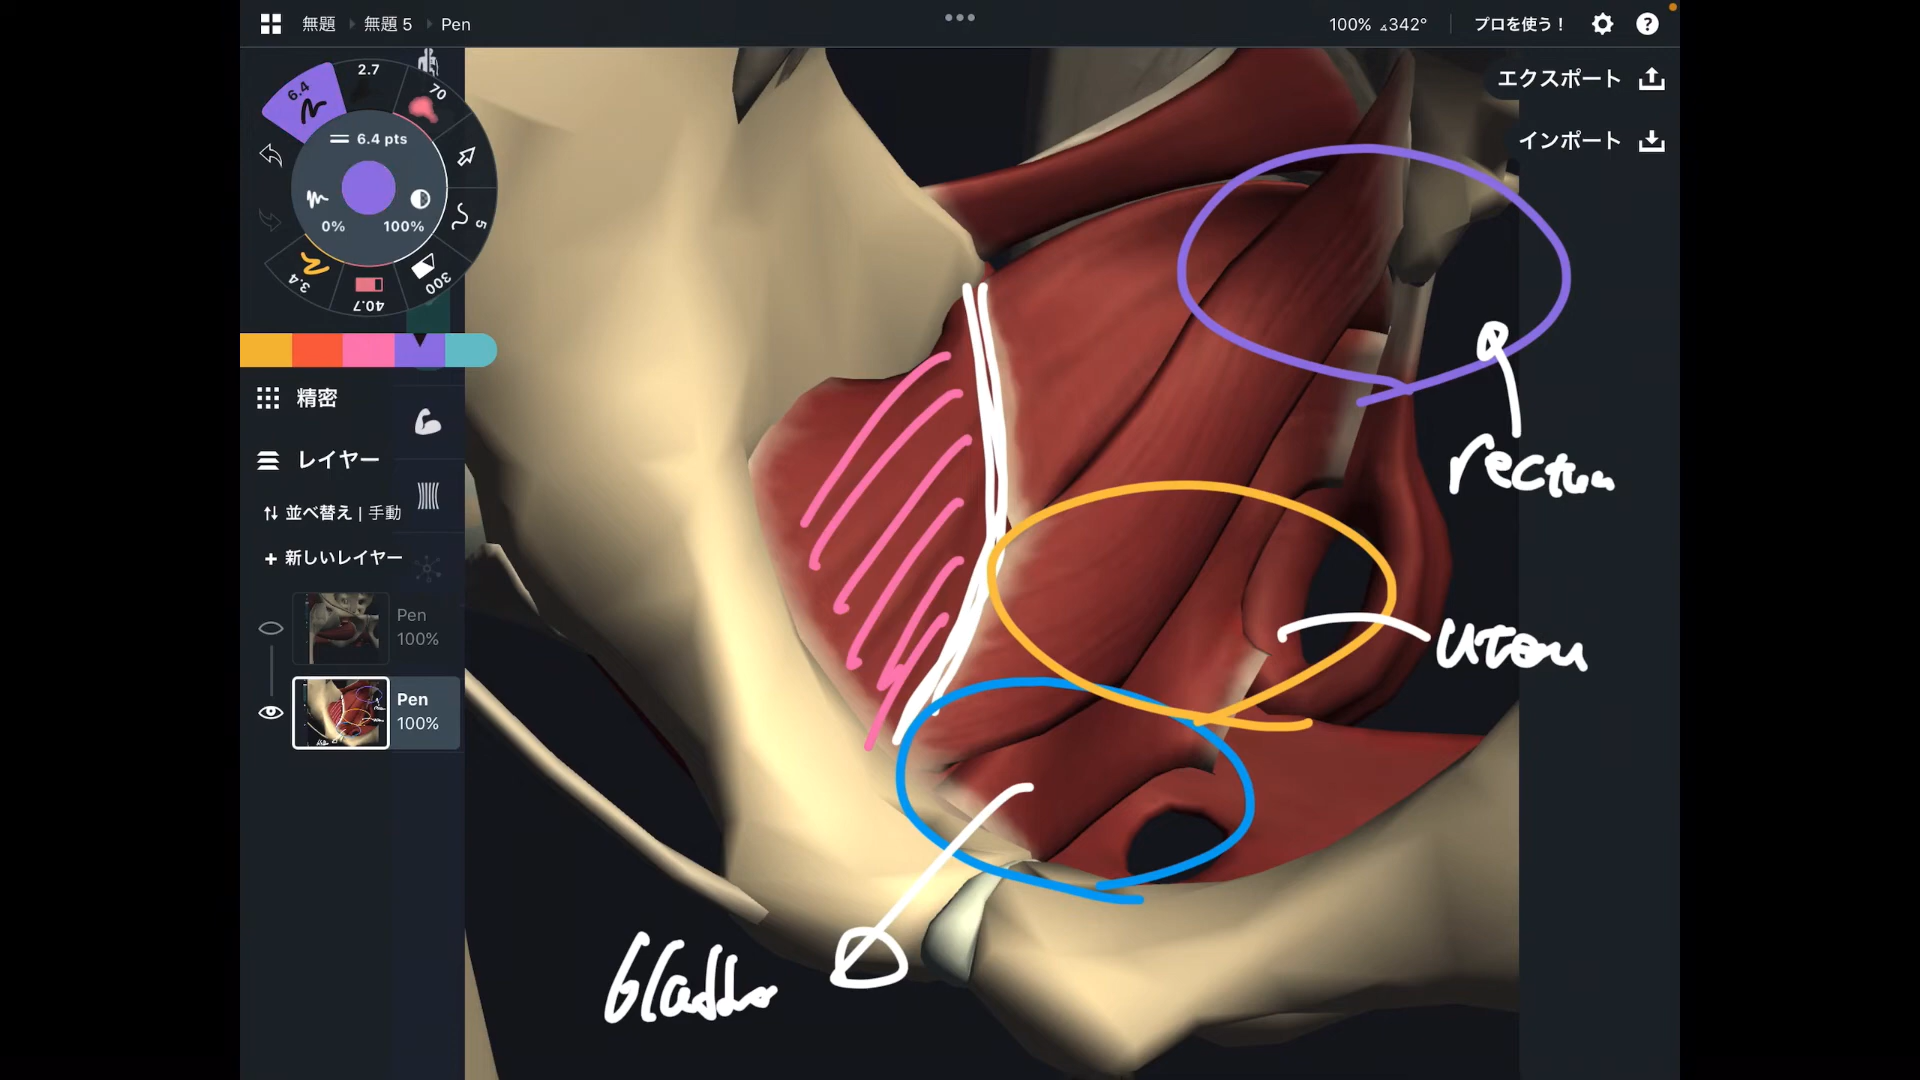 無題 無題 5 Pen
100% ⊿342° プロを使う！
エクスポート
インポート
2.7
6.4
70
6.4 pts
0% 100%
5
3.4
40.7
300
精密
レイヤー
並べ替え | 手動
+ 新しいレイヤー
Pen
100%
Pen
100%
rectum
bladder